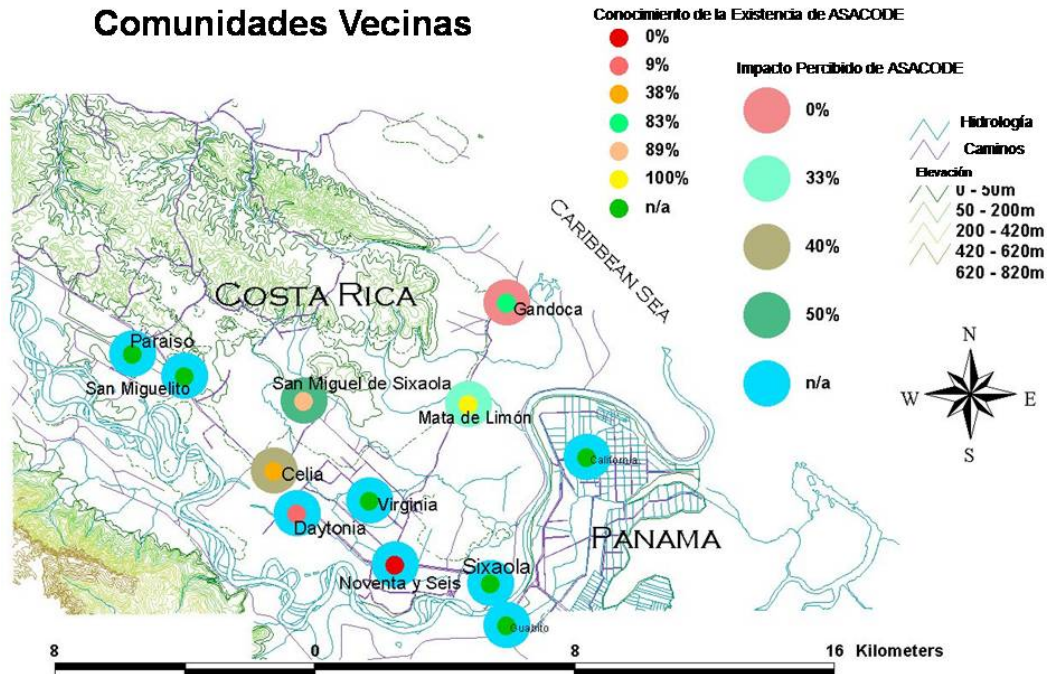 Comunidades Vecinas
Conocimiento de la Existencia de ASACODE
0%
9%
38%
83%
89%
100%
n/a
Impacto Percibido de ASACODE
0%
33%
40%
50%
n/a
Hidrología
Caminos
Elevación
0 - 50m
50 - 200m
200 - 420m
420 - 620m
620 - 820m
CARIBBEAN SEA
COSTA RICA
Gandoca
Paraiso
San Miguelito
San Miguel de Sixaola
Mata de Limón
California
Celia
Virginia
Daytonia
PANAMA
Noventa y Seis
Sixaola
Guabito
N
W
E
S
8
0
8
16 Kilometers